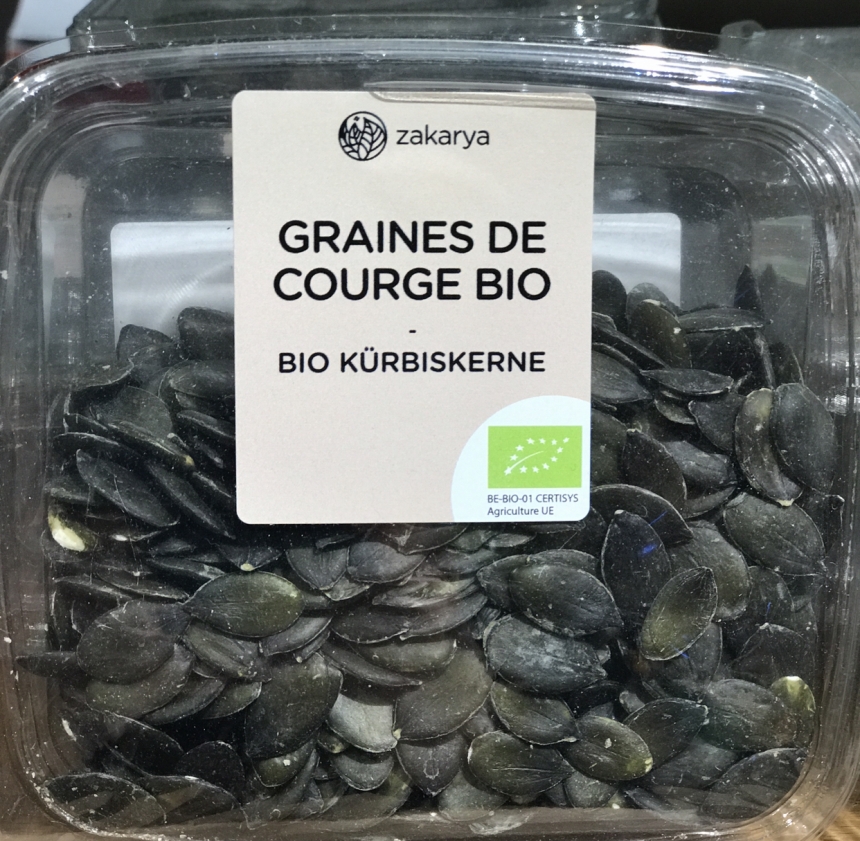 zakarya
GRAINES DE
COURGE BIO
-
BIO KÜRBISKERNE
BE-BIO-01 CERTISYS
Agriculture UE